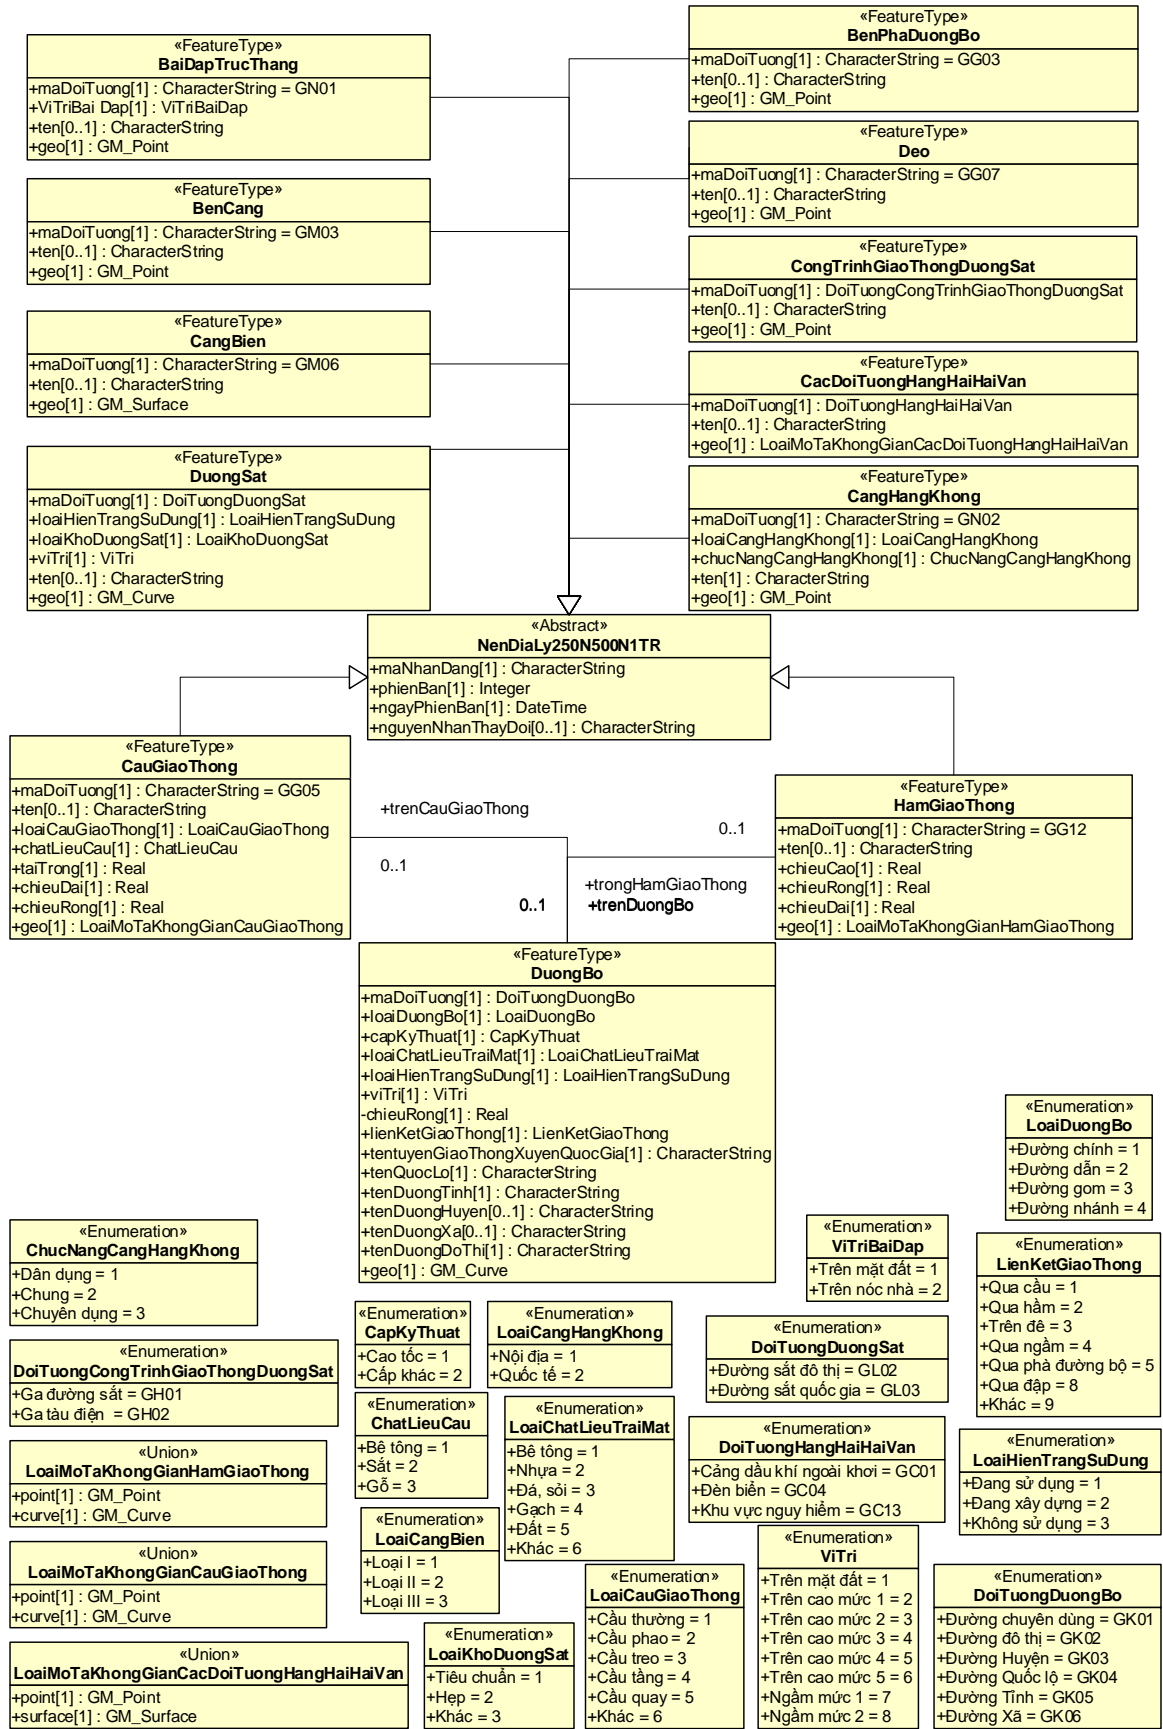 «FeatureType»
BaiDapTrucThang
+maDoiTuong[1] : CharacterString = GN01
+ViTriBai Dap[1] : ViTriBaiDap
+ten[0..1] : CharacterString
+geo[1] : GM_Point
«FeatureType»
BenCang
+maDoiTuong[1] : CharacterString = GM03
+ten[0..1] : CharacterString
+geo[1] : GM_Point
«FeatureType»
CangBien
+maDoiTuong[1] : CharacterString = GM06
+ten[0..1] : CharacterString
+geo[1] : GM_Surface
«FeatureType»
DuongSat
+maDoiTuong[1] : DoiTuongDuongSat
+loaiHienTrangSuDung[1] : LoaiHienTrangSuDung
+loaiKhoDuongSat[1] : LoaiKhoDuongSat
+viTri[1] : ViTri
+ten[0..1] : CharacterString
+geo[1] : GM_Curve
«FeatureType»
BenPhaDuongBo
+maDoiTuong[1] : CharacterString = GG03
+ten[0..1] : CharacterString
+geo[1] : GM_Point
«FeatureType»
Deo
+maDoiTuong[1] : CharacterString = GG07
+ten[0..1] : CharacterString
+geo[1] : GM_Point
«FeatureType»
CongTrinhGiaoThongDuongSat
+maDoiTuong[1] : DoiTuongCongTrinhGiaoThongDuongSat
+ten[0..1] : CharacterString
+geo[1] : GM_Point
«FeatureType»
CacDoiTuongHangHaiHaiVan
+maDoiTuong[1] : DoiTuongHangHaiHaiVan
+ten[0..1] : CharacterString
+geo[1] : LoaiMoTaKhongGianCacDoiTuongHangHaiHaiVan
«FeatureType»
CangHangKhong
+maDoiTuong[1] : CharacterString = GN02
+loaiCangHangKhong[1] : LoaiCangHangKhong
+chucNangCangHangKhong[1] : ChucNangCangHangKhong
+ten[1] : CharacterString
+geo[1] : GM_Point
«Abstract»
NenDiaLy250N500N1TR
+maNhanDang[1] : CharacterString
+phienBan[1] : Integer
+ngayPhienBan[1] : DateTime
+nguyenNhanThayDoi[0..1] : CharacterString
«FeatureType»
CauGiaoThong
+maDoiTuong[1] : CharacterString = GG05
+ten[0..1] : CharacterString
+loaiCauGiaoThong[1] : LoaiCauGiaoThong
+chatLieuCau[1] : ChatLieuCau
+taiTrong[1] : Real
+chieuDai[1] : Real
+chieuRong[1] : Real
+geo[1] : LoaiMoTaKhongGianCauGiaoThong
+trenCauGiaoThong
0..1
0..1
+trongHamGiaoThong
0..1
+trenDuongBo
«FeatureType»
HamGiaoThong
+maDoiTuong[1] : CharacterString = GG12
+ten[0..1] : CharacterString
+chieuCao[1] : Real
+chieuRong[1] : Real
+chieuDai[1] : Real
+geo[1] : LoaiMoTaKhongGianHamGiaoThong
«FeatureType»
DuongBo
+maDoiTuong[1] : DoiTuongDuongBo
+loaiDuongBo[1] : LoaiDuongBo
+capKyThuat[1] : CapKyThuat
+loaiChatLieuTraiMat[1] : LoaiChatLieuTraiMat
+loaiHienTrangSuDung[1] : LoaiHienTrangSuDung
+viTri[1] : ViTri
-chieuRong[1] : Real
+lienKetGiaoThong[1] : LienKetGiaoThong
+tentuyenGiaoThongXuyenQuocGia[1] : CharacterString
+tenQuocLo[1] : CharacterString
+tenDuongTinh[1] : CharacterString
+tenDuongHuyen[0..1] : CharacterString
+tenDuongXa[0..1] : CharacterString
+tenDuongDoThi[1] : CharacterString
+geo[1] : GM_Curve
«Enumeration»
LoaiDuongBo
+Đường chính = 1
+Đường dẫn = 2
+Đường gom = 3
+Đường nhánh = 4
«Enumeration»
ChucNangCangHangKhong
+Dân dụng = 1
+Chung = 2
+Chuyên dụng = 3
«Enumeration»
ViTriBaiDap
+Trên mặt đất = 1
+Trên nóc nhà = 2
«Enumeration»
LienKetGiaoThong
+Qua cầu = 1
+Qua hầm = 2
+Trên đê = 3
+Qua ngầm = 4
+Qua phà đường bộ = 5
+Qua đập = 8
+Khác = 9
«Enumeration»
DoiTuongCongTrinhGiaoThongDuongSat
+Ga đường sắt = GH01
+Ga tàu điện = GH02
«Enumeration»
CapKyThuat
+Cao tốc = 1
+Cấp khác = 2
«Enumeration»
LoaiCangHangKhong
+Nội địa = 1
+Quốc tế = 2
«Enumeration»
DoiTuongDuongSat
+Đường sắt đô thị = GL02
+Đường sắt quốc gia = GL03
«Enumeration»
ChatLieuCau
+Bê tông = 1
+Sắt = 2
+Gỗ = 3
«Enumeration»
LoaiChatLieuTraiMat
+Bê tông = 1
+Nhựa = 2
+Đá, sỏi = 3
+Gạch = 4
+Đất = 5
+Khác = 6
«Enumeration»
DoiTuongHangHaiHaiVan
+Cảng dầu khí ngoài khơi = GC01
+Đèn biển = GC04
+Khu vực nguy hiểm = GC13
«Enumeration»
LoaiHienTrangSuDung
+Đang sử dụng = 1
+Đang xây dựng = 2
+Không sử dụng = 3
«Union»
LoaiMoTaKhongGianHamGiaoThong
+point[1] : GM_Point
+curve[1] : GM_Curve
«Enumeration»
LoaiCangBien
+Loại I = 1
+Loại II = 2
+Loại III = 3
«Union»
LoaiMoTaKhongGianCauGiaoThong
+point[1] : GM_Point
+curve[1] : GM_Curve
«Enumeration»
LoaiCauGiaoThong
+Cầu thường = 1
+Cầu phao = 2
+Cầu treo = 3
+Cầu tầng = 4
+Cầu quay = 5
+Khác = 6
«Enumeration»
ViTri
+Trên mặt đất = 1
+Trên cao mức 1 = 2
+Trên cao mức 2 = 3
+Trên cao mức 3 = 4
+Trên cao mức 4 = 5
+Trên cao mức 5 = 6
+Ngầm mức 1 = 7
+Ngầm mức 2 = 8
«Enumeration»
DoiTuongDuongBo
+Đường chuyên dùng = GK01
+Đường đô thị = GK02
+Đường Huyện = GK03
+Đường Quốc lộ = GK04
+Đường Tỉnh = GK05
+Đường Xã = GK06
«Union»
LoaiMoTaKhongGianCacDoiTuongHangHaiHaiVan
+point[1] : GM_Point
+surface[1] : GM_Surface
«Enumeration»
LoaiKhoDuongSat
+Tiêu chuẩn = 1
+Hẹp = 2
+Khác = 3